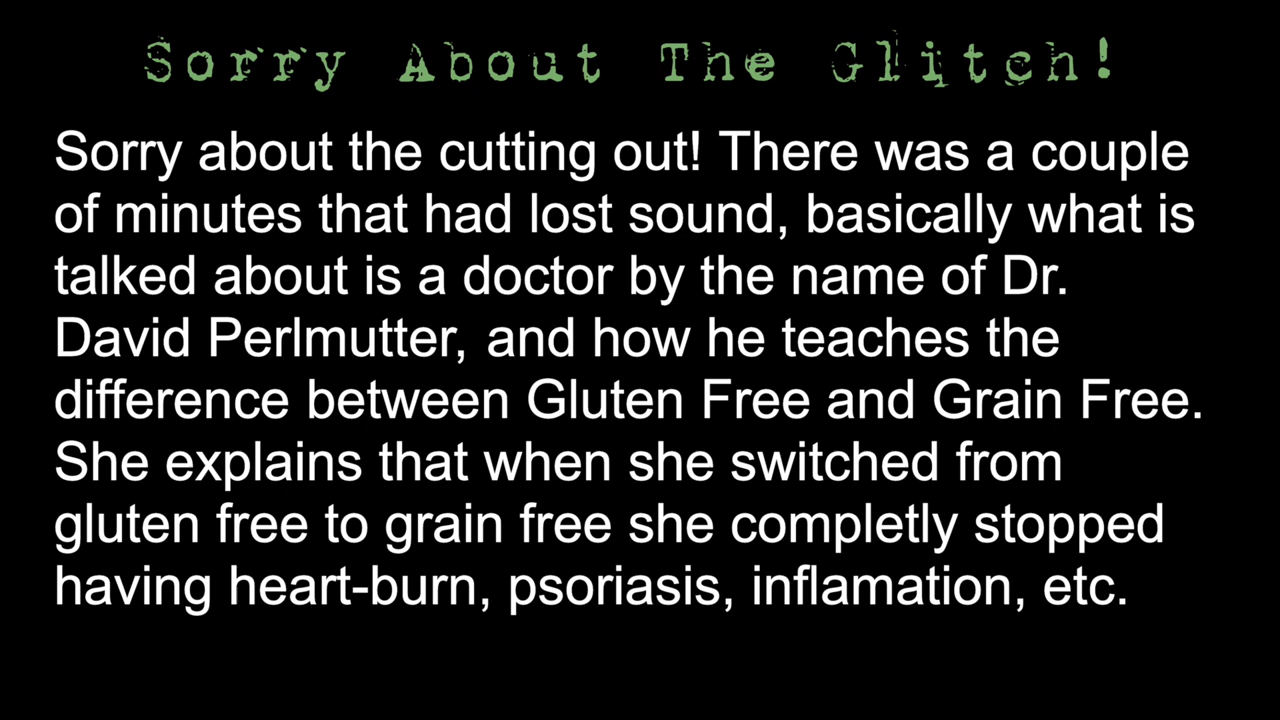 Sorry About The Glitch!
Sorry about the cutting out! There was a couple
of minutes that had lost sound, basically what is
talked about is a doctor by the name of Dr.
David Perlmutter, and how he teaches the
difference between Gluten Free and Grain Free.
She explains that when she switched from
gluten free to grain free she completly stopped
having heart-burn, psoriasis, inflamation, etc.